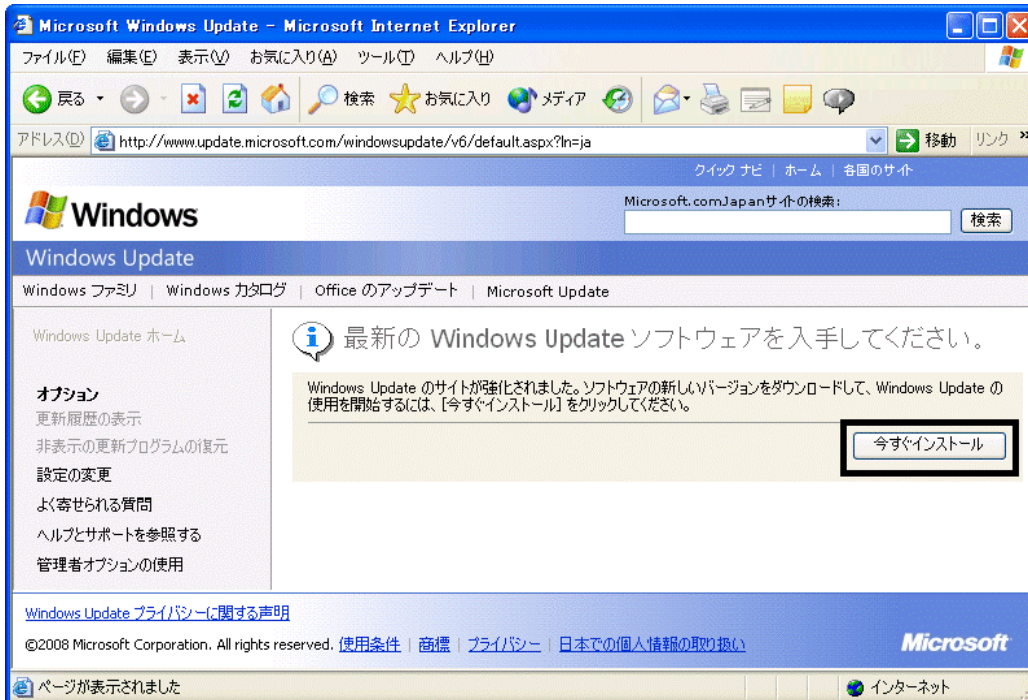 Microsoft Windows Update - Microsoft Internet Explorer
ファイル(F) 編集(E) 表示(V) お気に入り(A) ツール(T) ヘルプ(H)
戻る 検索 お気に入り メディア
アドレス(D) http://www.update.microsoft.com/windowsupdate/v6/default.aspx?ln=ja 移動 リンク »
クイック ナビ | ホーム | 各国のサイト
Windows
Microsoft.comJapanサイトの検索:
検索
Windows Update
Windows ファミリ | Windows カタログ | Office のアップデート | Microsoft Update
Windows Update ホーム
オプション
更新履歴の表示
非表示の更新プログラムの復元
設定の変更
よく寄せられる質問
ヘルプとサポートを参照する
管理者オプションの使用
最新の Windows Update ソフトウェアを入手してください。
Windows Update のサイトが強化されました。ソフトウェアの新しいバージョンをダウンロードして、Windows Update の
使用を開始するには、[今すぐインストール] をクリックしてください。
今すぐインストール
Windows Update プライバシーに関する声明
©2008 Microsoft Corporation. All rights reserved. 使用条件 | 商標 | プライバシー | 日本での個人情報の取り扱い
Microsoft
ページが表示されました インターネット